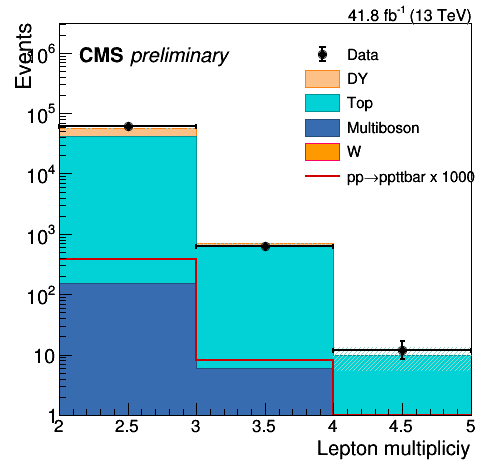 41.8 fb⁻¹ (13 TeV)
Events
CMS preliminary
Data
DY
Top
Multiboson
W
pp→ppttbar x 1000
10⁶
10⁵
10⁴
10³
10²
10
1
2 2.5 3 3.5 4 4.5 5
Lepton multipliciy